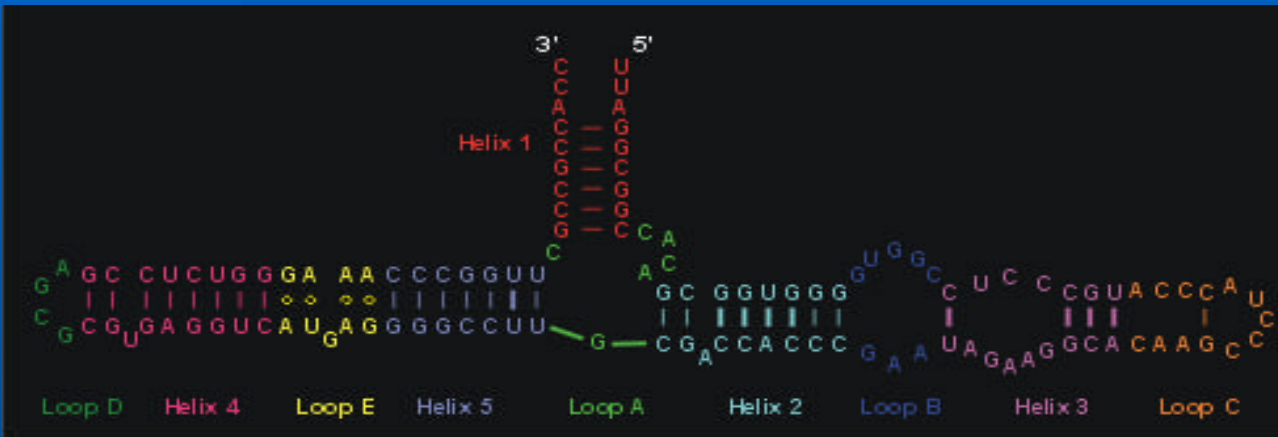 3' 5'
C U
C U
A A
C G
Helix 1 C G
G C
C G
C G
G C C A
C A C
G A G C C U C U G G G A A A C C C G G U U
G C G G U G G G G U G G C C U C C C G U A C C C A U C C C
C G C G U G A G G U C A U G A G G G G C C U U G C G A C C A C C C G A A U A G A A G G C A C A A G
Loop D Helix 4 Loop E Helix 5 Loop A Helix 2 Loop B Helix 3 Loop C